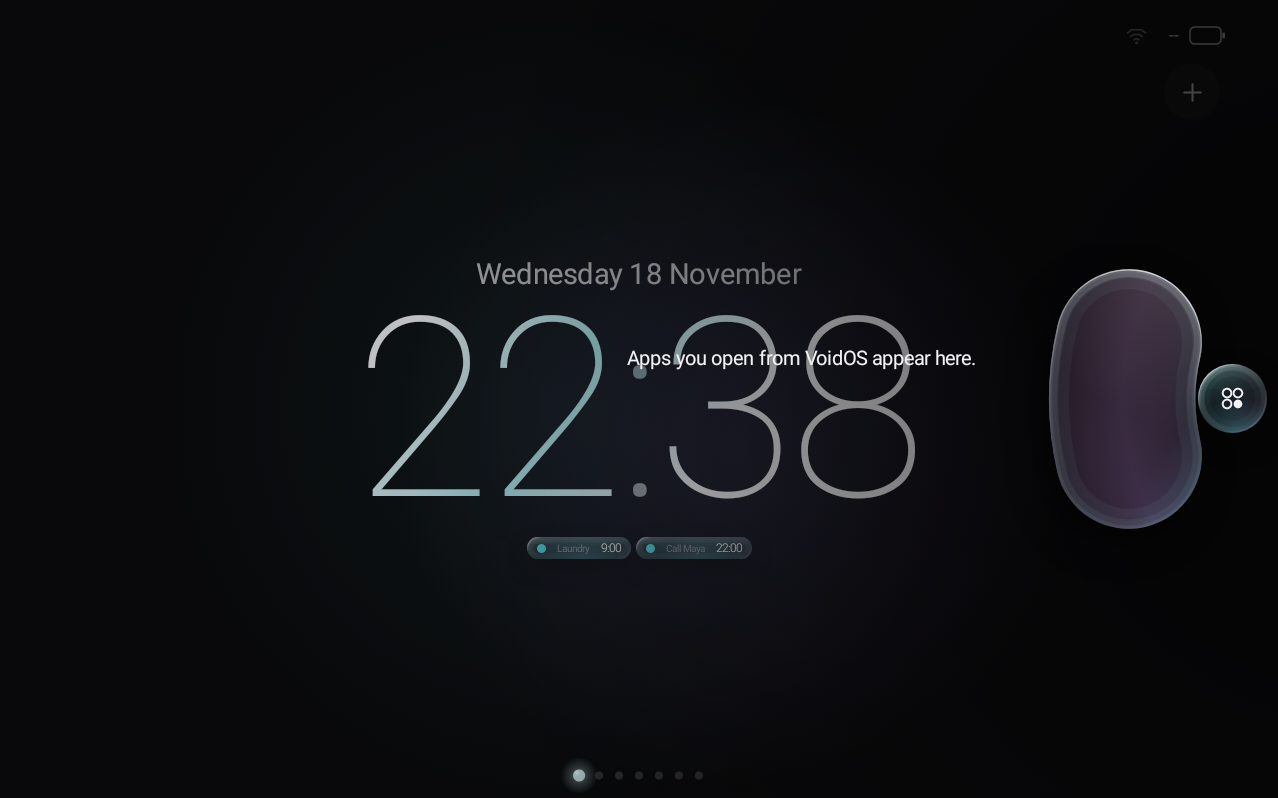 --
Wednesday 18 November
22:38
Apps you open from VoidOS appear here.
Laundry 9:00 Call Maya 22:00